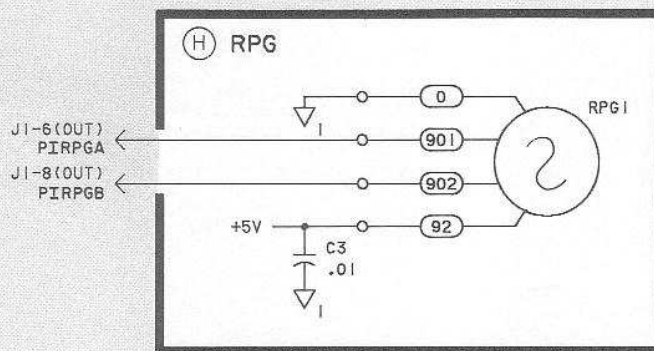 H RPG
0
RPG1
1
J1-6(OUT)
PIRPGA
901
J1-8(OUT)
PIRPGB
902
+5V
92
C3
.01
1